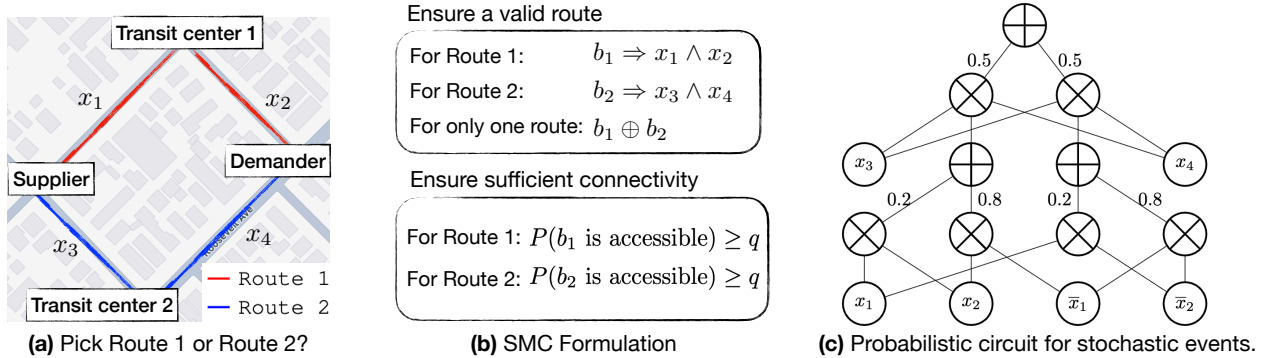 Transit center 1
x₁
x₂
Supplier
Demander
x₃
x₄
Roosevelt Ave
Route 1
Transit center 2
Route 2
(a) Pick Route 1 or Route 2?
Ensure a valid route
For Route 1: b₁ ⇒ x₁ ∧ x₂
For Route 2: b₂ ⇒ x₃ ∧ x₄
For only one route: b₁ ⊕ b₂
Ensure sufficient connectivity
For Route 1: P(b₁ is accessible) ≥ q
For Route 2: P(b₂ is accessible) ≥ q
(b) SMC Formulation
0.5 0.5
x₃ x₄
0.2 0.8 0.2 0.8
x₁ x₂ x̅₁ x̅₂
(c) Probabilistic circuit for stochastic events.